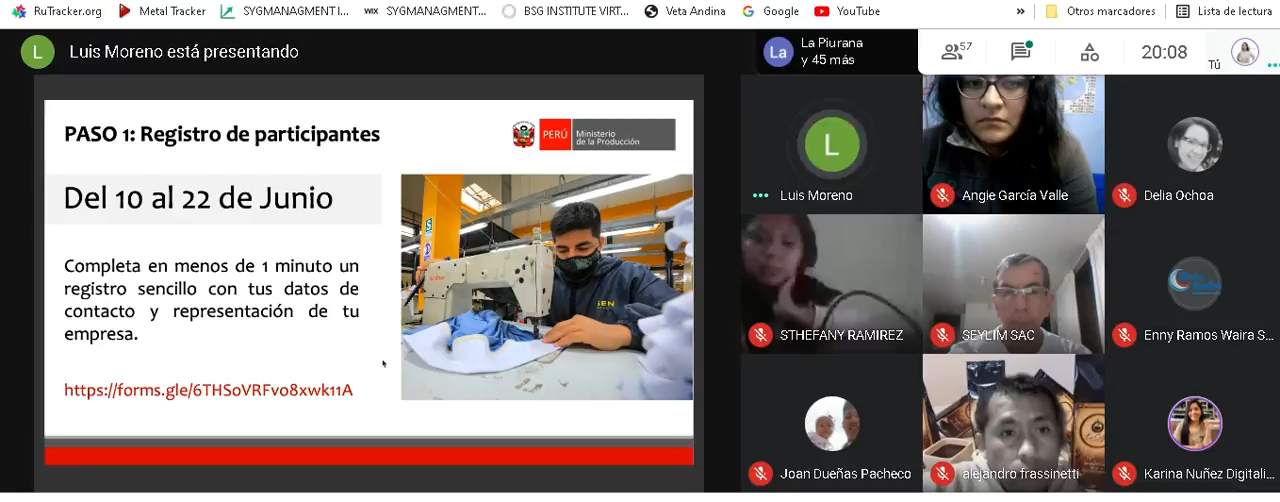 RuTracker.org
Metal Tracker
SYGMANAGMENT I...
WIX SYGMANAGMENT...
BSG INSTITUTE VIRT...
Veta Andina
Google
YouTube
»
Otros marcadores
Lista de lectura
L Luis Moreno está presentando
La La Piurana
y 45 más
57
20:08
Tú
PASO 1: Registro de participantes
PERÚ Ministerio
de la Producción
Del 10 al 22 de Junio
Completa en menos de 1 minuto un
registro sencillo con tus datos de
contacto y representación de tu
empresa.
https://forms.gle/6THSoVRFvo8xwk11A
L
Luis Moreno
Angie García Valle
Delia Ochoa
STHEFANY RAMIREZ
SEYLIM SAC
Enny Ramos Waira S...
Joan Dueñas Pacheco
alejandro frassinetti
Karina Nuñez Digitali...